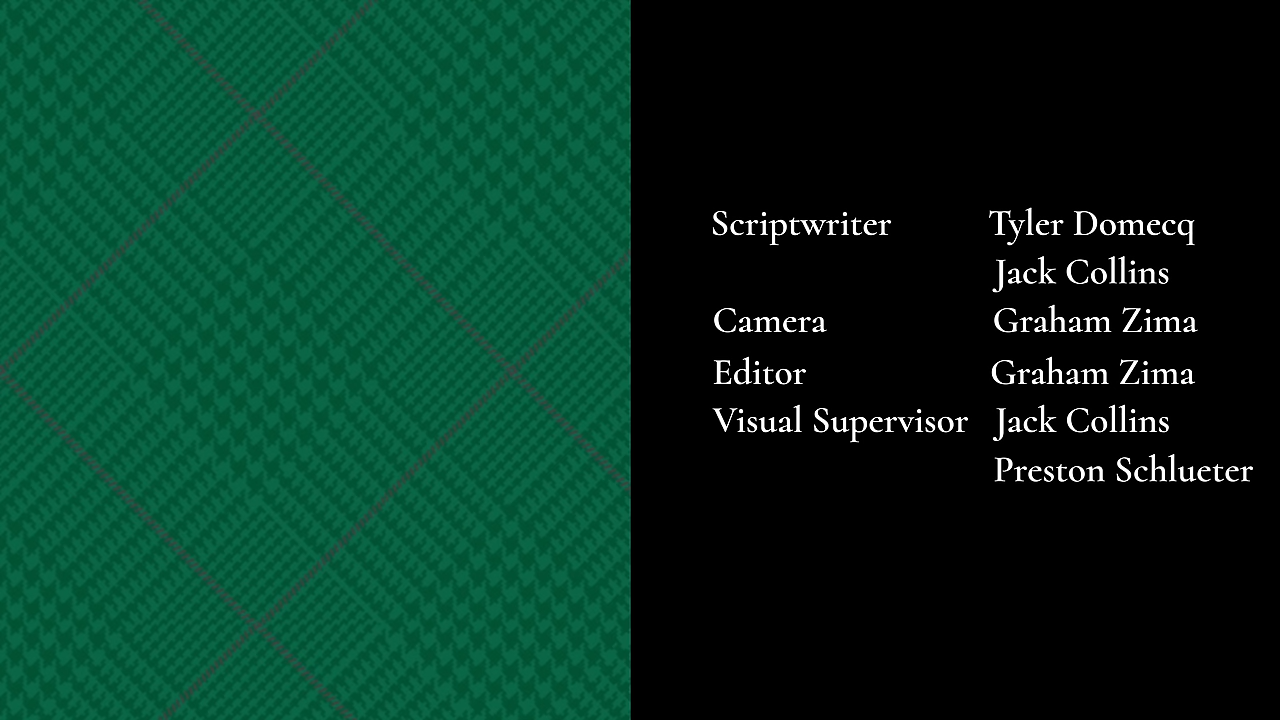 Scriptwriter Tyler Domecq
Jack Collins
Camera Graham Zima
Editor Graham Zima
Visual Supervisor Jack Collins
Preston Schlueter